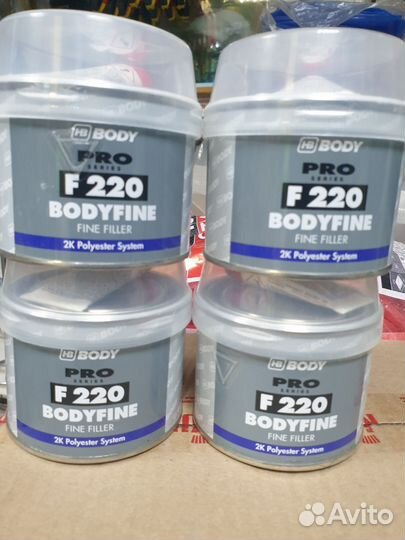 HB BODY
PRO
SERIES
F 220
BODYFINE
FINE FILLER
2K Polyester System
HB BODY
PRO
SERIES
F 220
BODYFINE
FINE FILLER
2K Polyester System
HB BODY
PRO
SERIES
F 220
BODYFINE
FINE FILLER
2K Polyester System
HB BODY
PRO
SERIES
F 220
BODYFINE
FINE FILLER
2K Polyester System
Avito